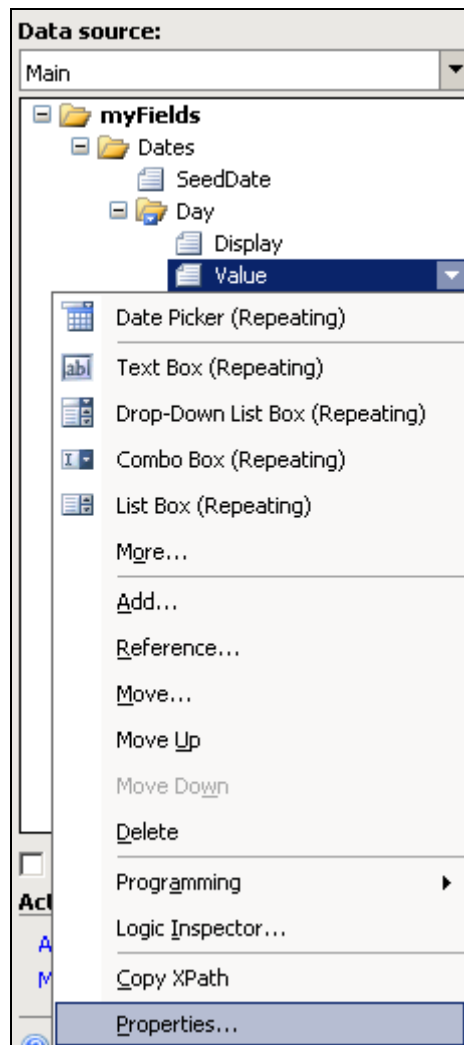 Data source:
Main
myFields
Dates
SeedDate
Day
Display
Value
Date Picker (Repeating)
Text Box (Repeating)
Drop-Down List Box (Repeating)
Combo Box (Repeating)
List Box (Repeating)
More...
Add...
Reference...
Move...
Move Up
Move Down
Delete
Programming
Logic Inspector...
Copy XPath
Properties...